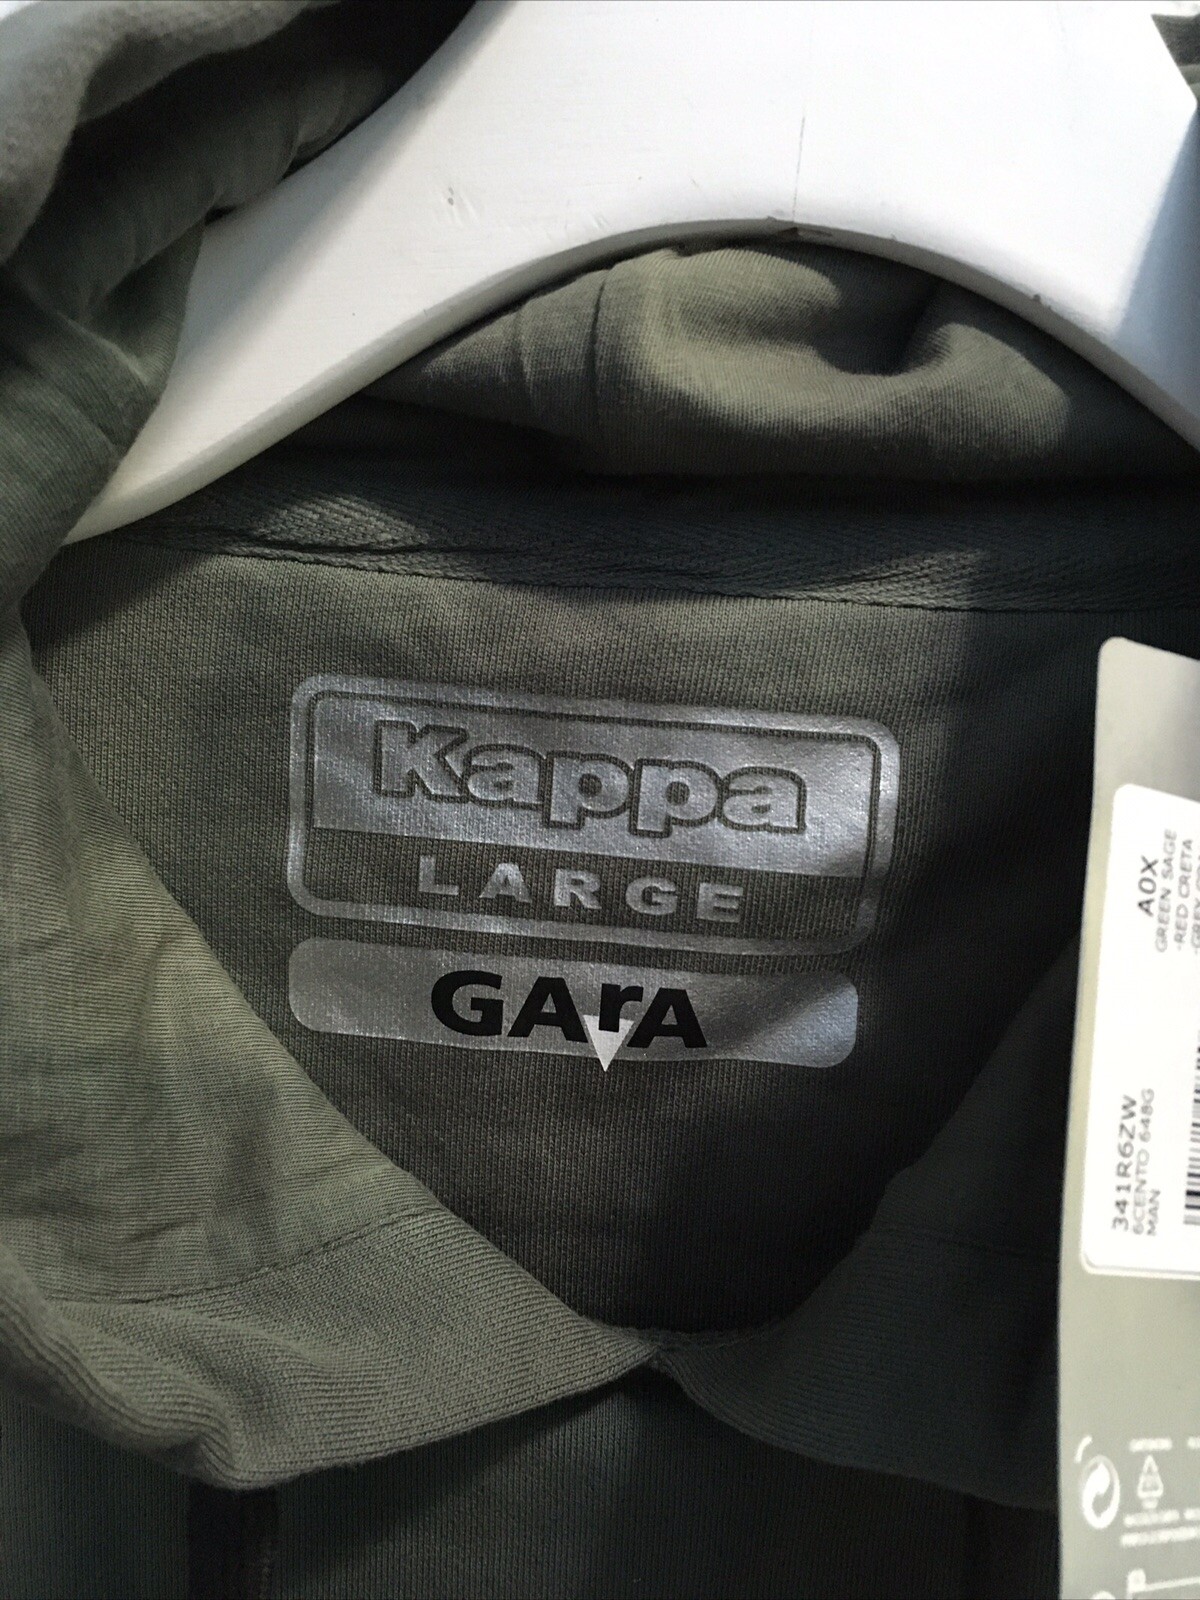 Kappa
LARGE
GArA
A0X
GREEN SAGE
-RED CRETA
341R6ZW
6CENTO 648G
MAN